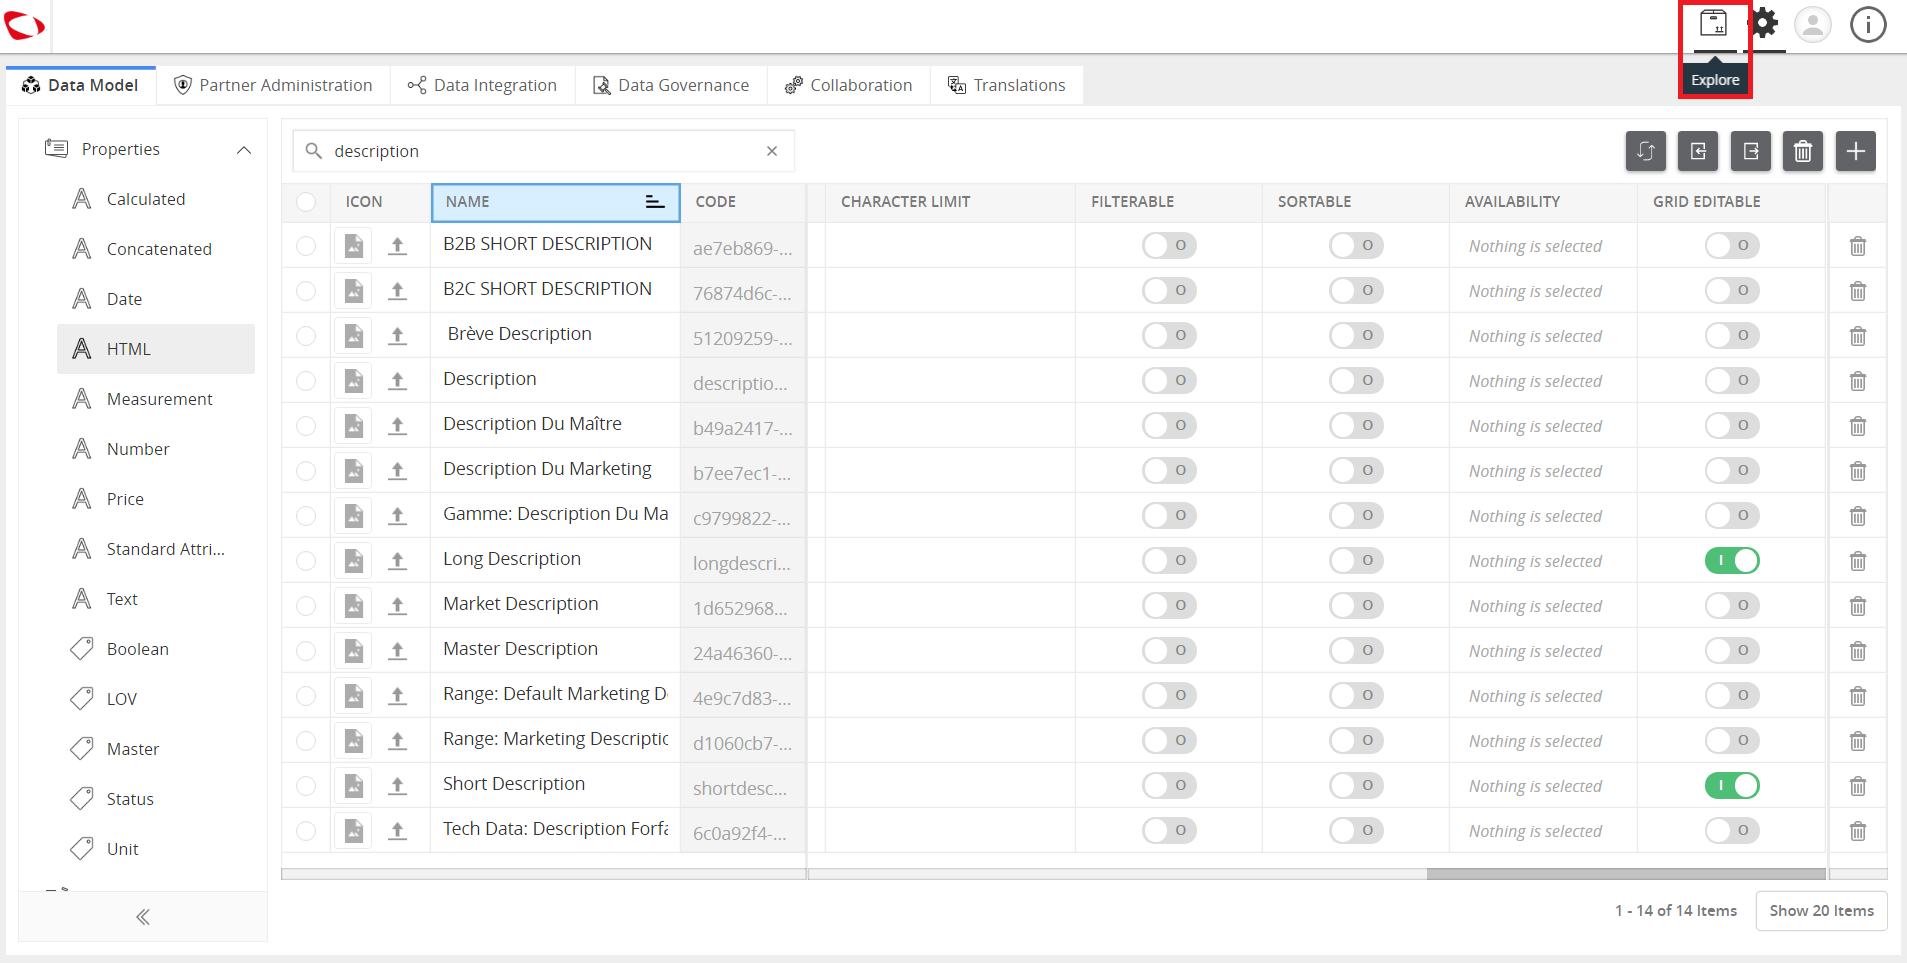 Explore
Data Model
Partner Administration
Data Integration
Data Governance
Collaboration
Translations
Properties
Calculated
Concatenated
Date
HTML
Measurement
Number
Price
Standard Attri...
Text
Boolean
LOV
Master
Status
Unit
description
ICON NAME CODE CHARACTER LIMIT FILTERABLE SORTABLE AVAILABILITY GRID EDITABLE
B2B SHORT DESCRIPTION ae7eb869-... O O Nothing is selected O
B2C SHORT DESCRIPTION 76874d6c-... O O Nothing is selected O
Brève Description 51209259-... O O Nothing is selected O
Description descriptio... O O Nothing is selected O
Description Du Maître b49a2417-... O O Nothing is selected O
Description Du Marketing b7ee7ec1-... O O Nothing is selected O
Gamme: Description Du Ma c9799822-... O O Nothing is selected O
Long Description longdescri... O O Nothing is selected I
Market Description 1d652968... O O Nothing is selected O
Master Description 24a46360-... O O Nothing is selected O
Range: Default Marketing D 4e9c7d83-... O O Nothing is selected O
Range: Marketing Descriptic d1060cb7-... O O Nothing is selected O
Short Description shortdesc... O O Nothing is selected I
Tech Data: Description Forfa 6c0a92f4-... O O Nothing is selected O
1 - 14 of 14 Items
Show 20 Items